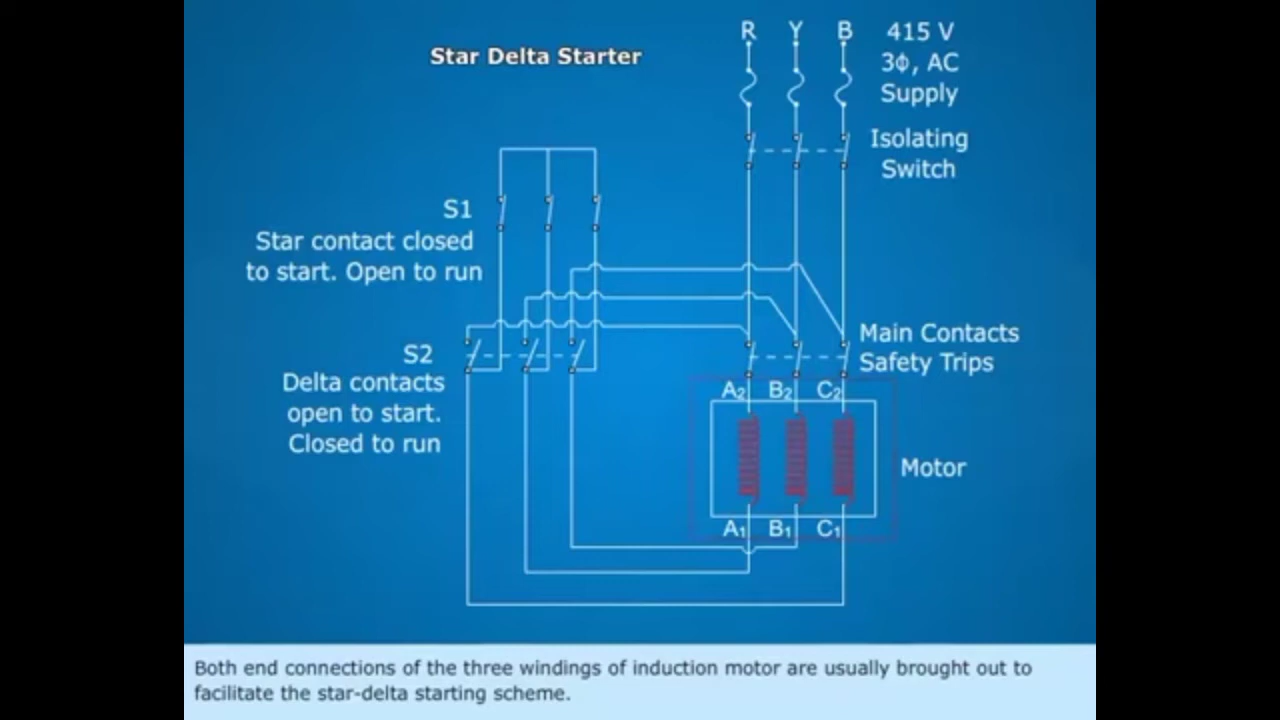 Star Delta Starter
R Y B
415 V
3ϕ, AC
Supply
Isolating
Switch
S1
Star contact closed
to start. Open to run
S2
Delta contacts
open to start.
Closed to run
Main Contacts
Safety Trips
A2 B2 C2
Motor
A1 B1 C1
Both end connections of the three windings of induction motor are usually brought out to
facilitate the star-delta starting scheme.